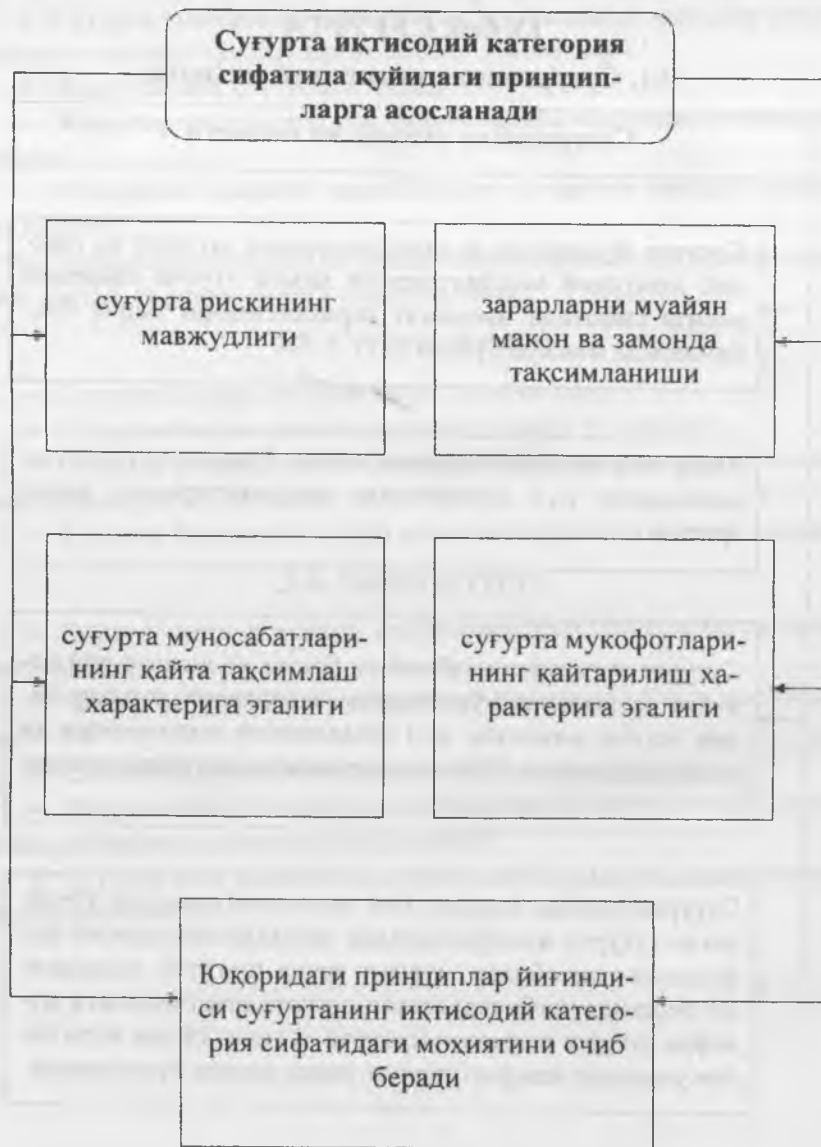 Суғурта иқтисодий категория
сифатида қуйидаги принцип-
ларга асосланади
суғурта рискининг
мавжудлиги
зарарларни муайян
макон ва замонда
тақсимланиши
суғурта муносабатлари-
нинг қайта тақсимлаш
характерига эгалиги
суғурта мукофотлари-
нинг қайтарилиш ха-
рактерига эгалиги
Юқоридаги принциплар йиғинди-
си суғуртанинг иқтисодий катего-
рия сифатидаги моҳиятини очиб
беради